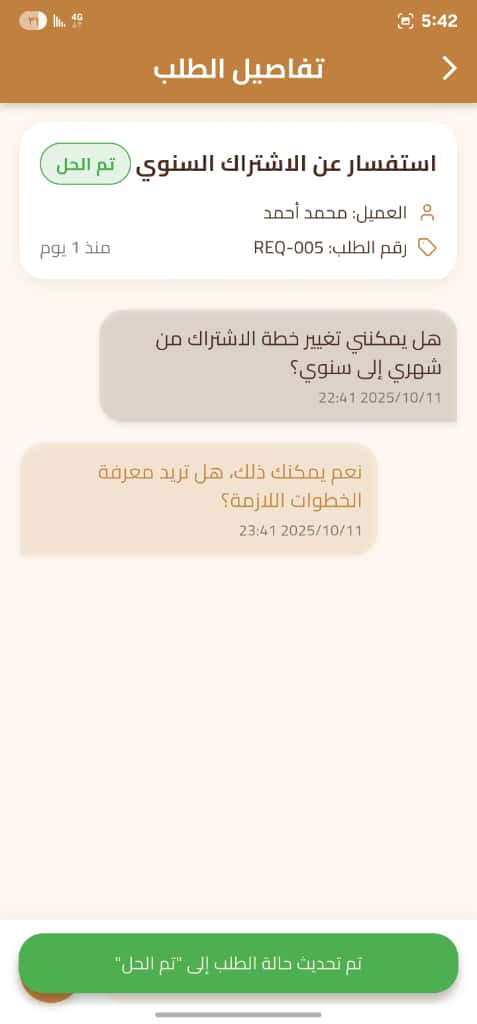 5:42
4G
٣١
تفاصيل الطلب
استفسار عن الاشتراك السنوي
تم الحل
العميل: محمد أحمد
رقم الطلب: REQ-005
منذ 1 يوم
هل يمكنني تغيير خطة الاشتراك من
شهري إلى سنوي؟
22:41 2025/10/11
نعم يمكنك ذلك، هل تريد معرفة
الخطوات اللازمة؟
23:41 2025/10/11
تم تحديث حالة الطلب إلى "تم الحل"